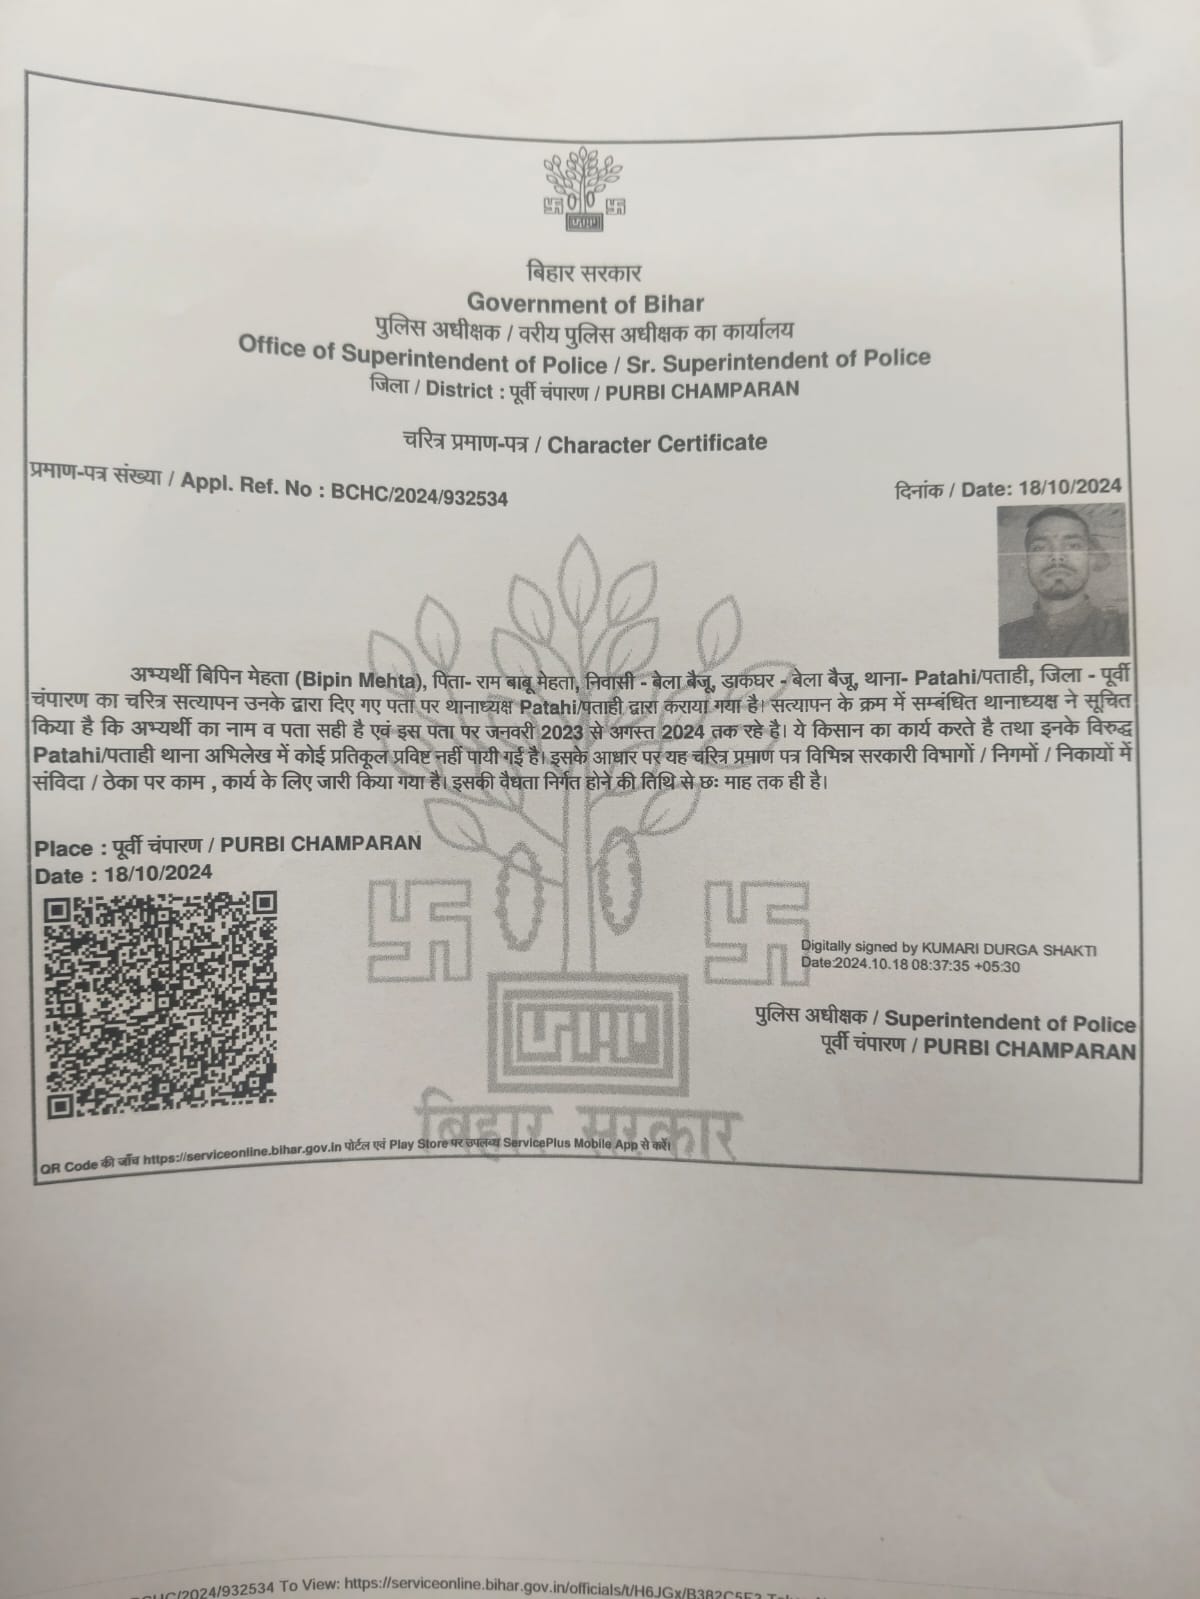 बिहार सरकार
Government of Bihar
पुलिस अधीक्षक / वरीय पुलिस अधीक्षक का कार्यालय
Office of Superintendent of Police / Sr. Superintendent of Police
जिला / District : पूर्वी चंपारण / PURBI CHAMPARAN
चरित्र प्रमाण-पत्र / Character Certificate
प्रमाण-पत्र संख्या / Appl. Ref. No : BCHC/2024/932534
दिनांक / Date: 18/10/2024
अभ्यर्थी बिपिन मेहता (Bipin Mehta), पिता- राम बाबू मेहता, निवासी - बेला बैजू, डाकघर - बेला बैजू, थाना- Patahi/पताही, जिला - पूर्वी
चंपारण का चरित्र सत्यापन उनके द्वारा दिए गए पता पर थानाध्यक्ष Patahi/पताही द्वारा कराया गया है। सत्यापन के क्रम में सम्बंधित थानाध्यक्ष ने सूचित
किया है कि अभ्यर्थी का नाम व पता सही है एवं इस पता पर जनवरी 2023 से अगस्त 2024 तक रहे है। ये किसान का कार्य करते है तथा इनके विरुद्ध
Patahi/पताही थाना अभिलेख में कोई प्रतिकूल प्रविष्टि नहीं पायी गई है। इसके आधार पर यह चरित्र प्रमाण पत्र विभिन्न सरकारी विभागों / निगमों / निकायों में
संविदा / ठेका पर काम , कार्य के लिए जारी किया गया है। इसकी वैधता निर्गत होने की तिथि से छः माह तक ही है।
Place : पूर्वी चंपारण / PURBI CHAMPARAN
Date : 18/10/2024
Digitally signed by KUMARI DURGA SHAKTI
Date:2024.10.18 08:37:35 +05:30
पुलिस अधीक्षक / Superintendent of Police
पूर्वी चंपारण / PURBI CHAMPARAN
बिहार सरकार
QR Code की जाँच https://serviceonline.bihar.gov.in पोर्टल एवं Play Store पर उपलब्ध ServicePlus Mobile App से करें।
/2024/932534 To View: https://serviceonline.bihar.gov.in/officials/t/H6JGx/B382C5F2